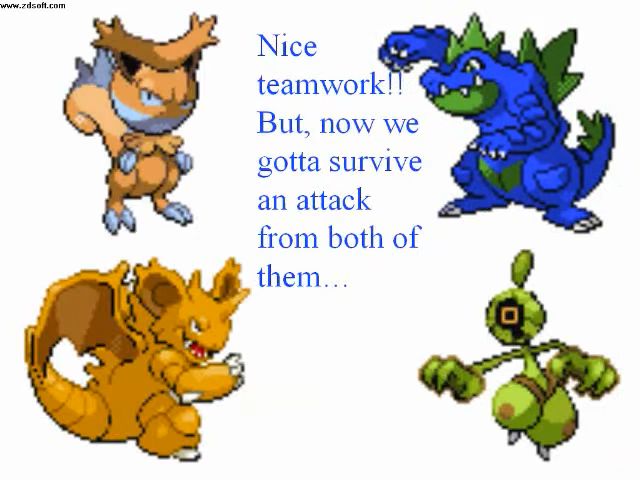 www.zdsoft.com
Nice
teamwork!!
But, now we
gotta survive
an attack
from both of
them…